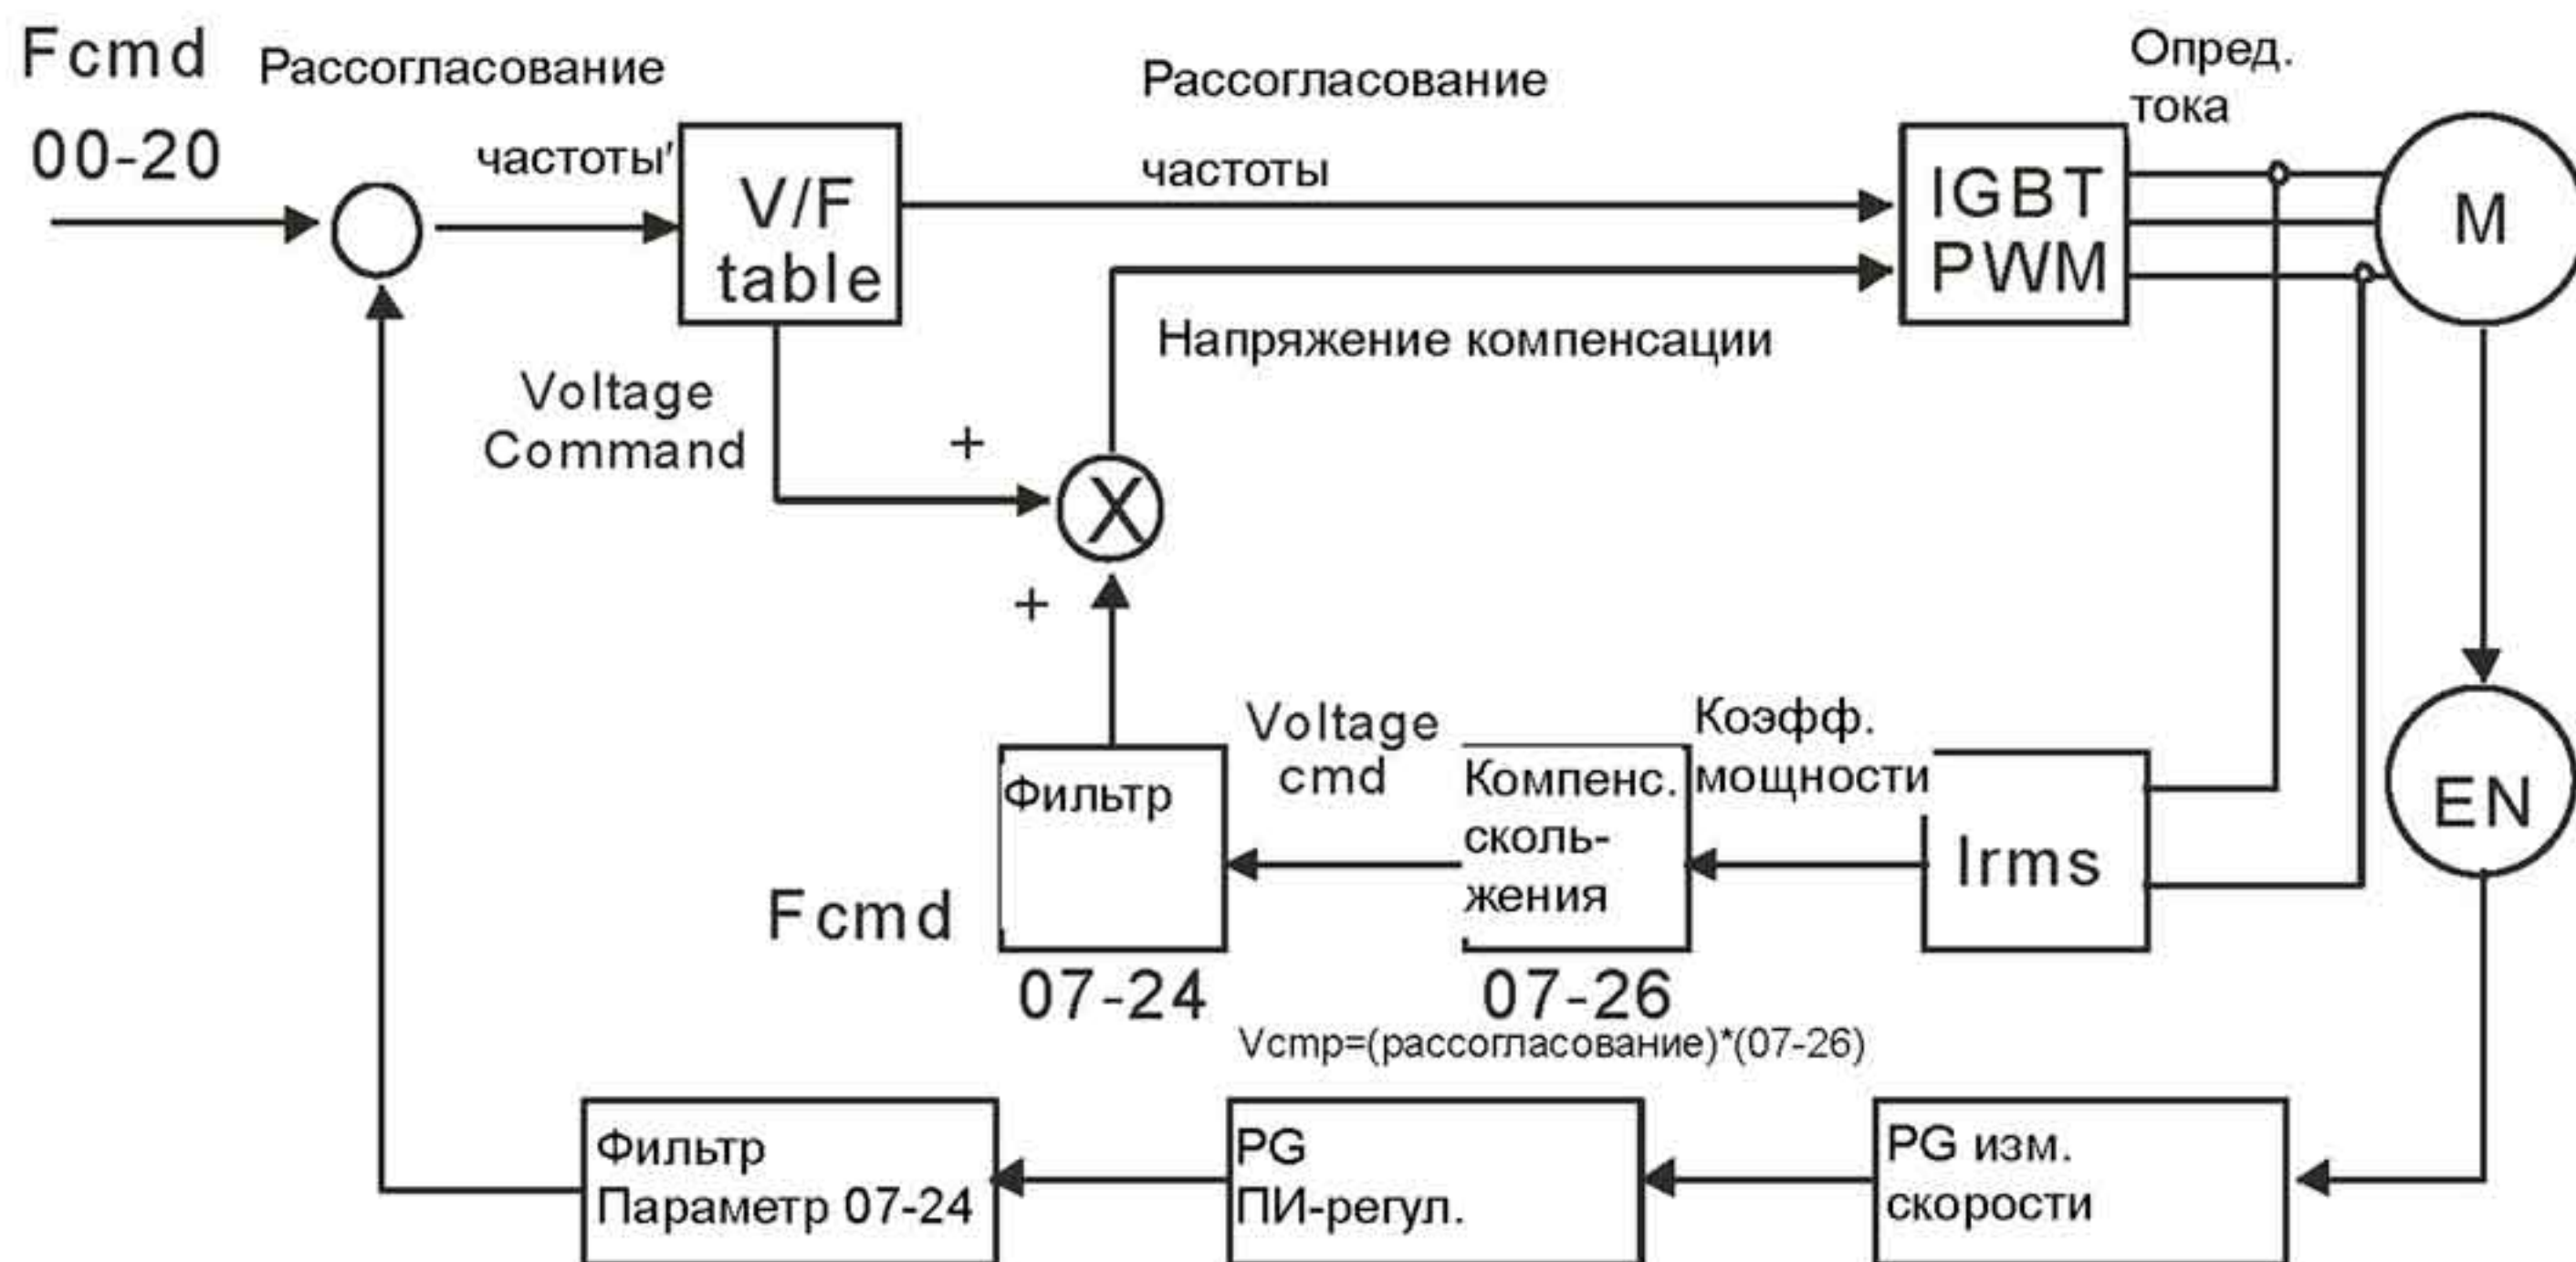 Fcmd
00-20
Рассогласование
частоты'
V/F
table
Рассогласование
частоты
IGBT
PWM
Опред.
тока
M
Напряжение компенсации
Voltage
Command
+
X
+
Фильтр
Voltage
cmd
Компенс.
сколь-
жения
Коэфф.
мощности
Irms
EN
Fcmd
07-24
07-26
Vcmp=(рассогласование)*(07-26)
Фильтр
Параметр 07-24
PG
ПИ-регул.
PG изм.
скорости